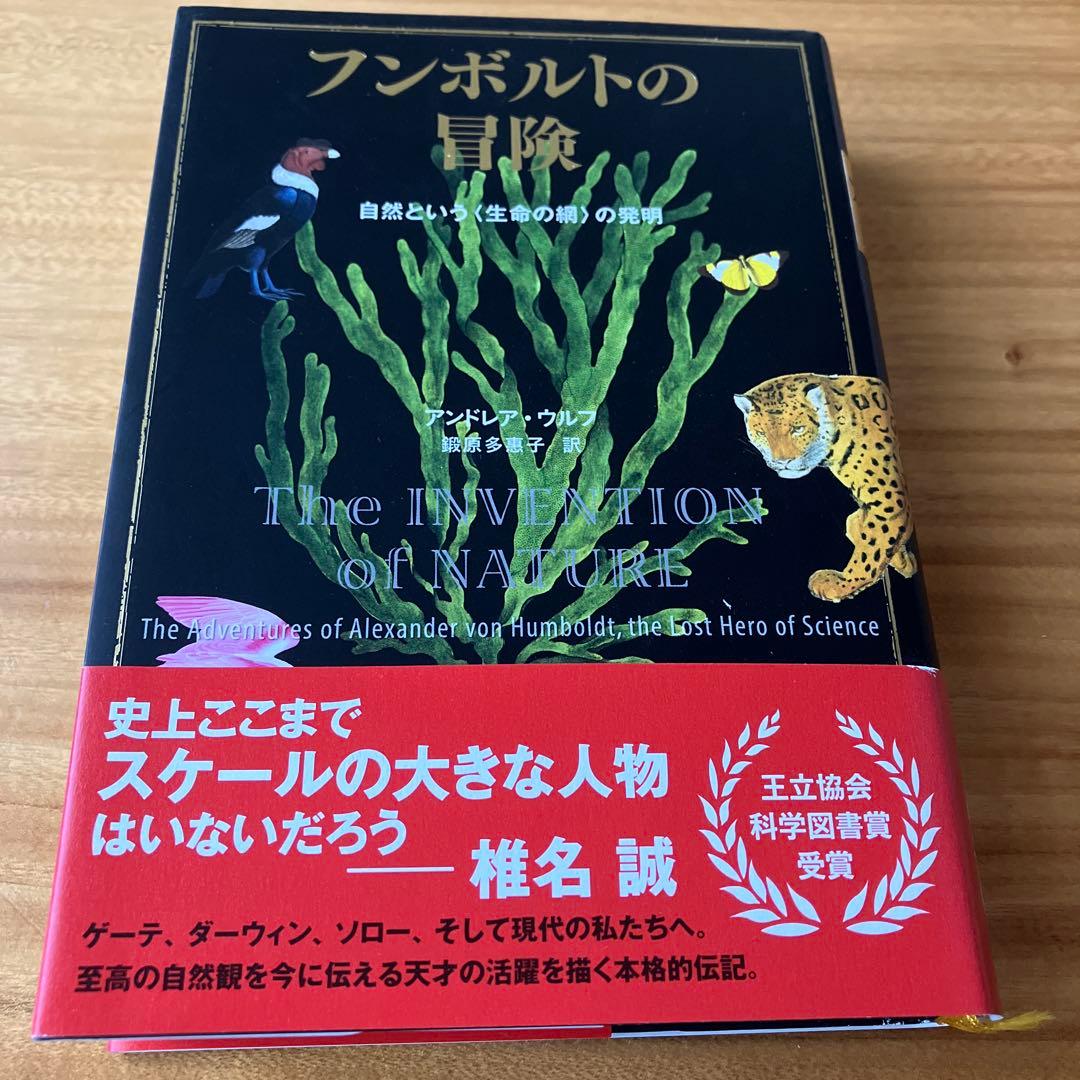 フンボルトの
冒険
自然という〈生命の網〉の発明
アンドレア・ウルフ
鍛原多惠子 訳
The INVENTION
of NATURE
The Adventures of Alexander von Humboldt, the Lost Hero of Science
史上ここまで
スケールの大きな人物
はいないだろう
── 椎名 誠
王立協会
科学図書賞
受賞
ゲーテ、ダーウィン、ソロー、そして現代の私たちへ。
至高の自然観を今に伝える天才の活躍を描く本格的伝記。